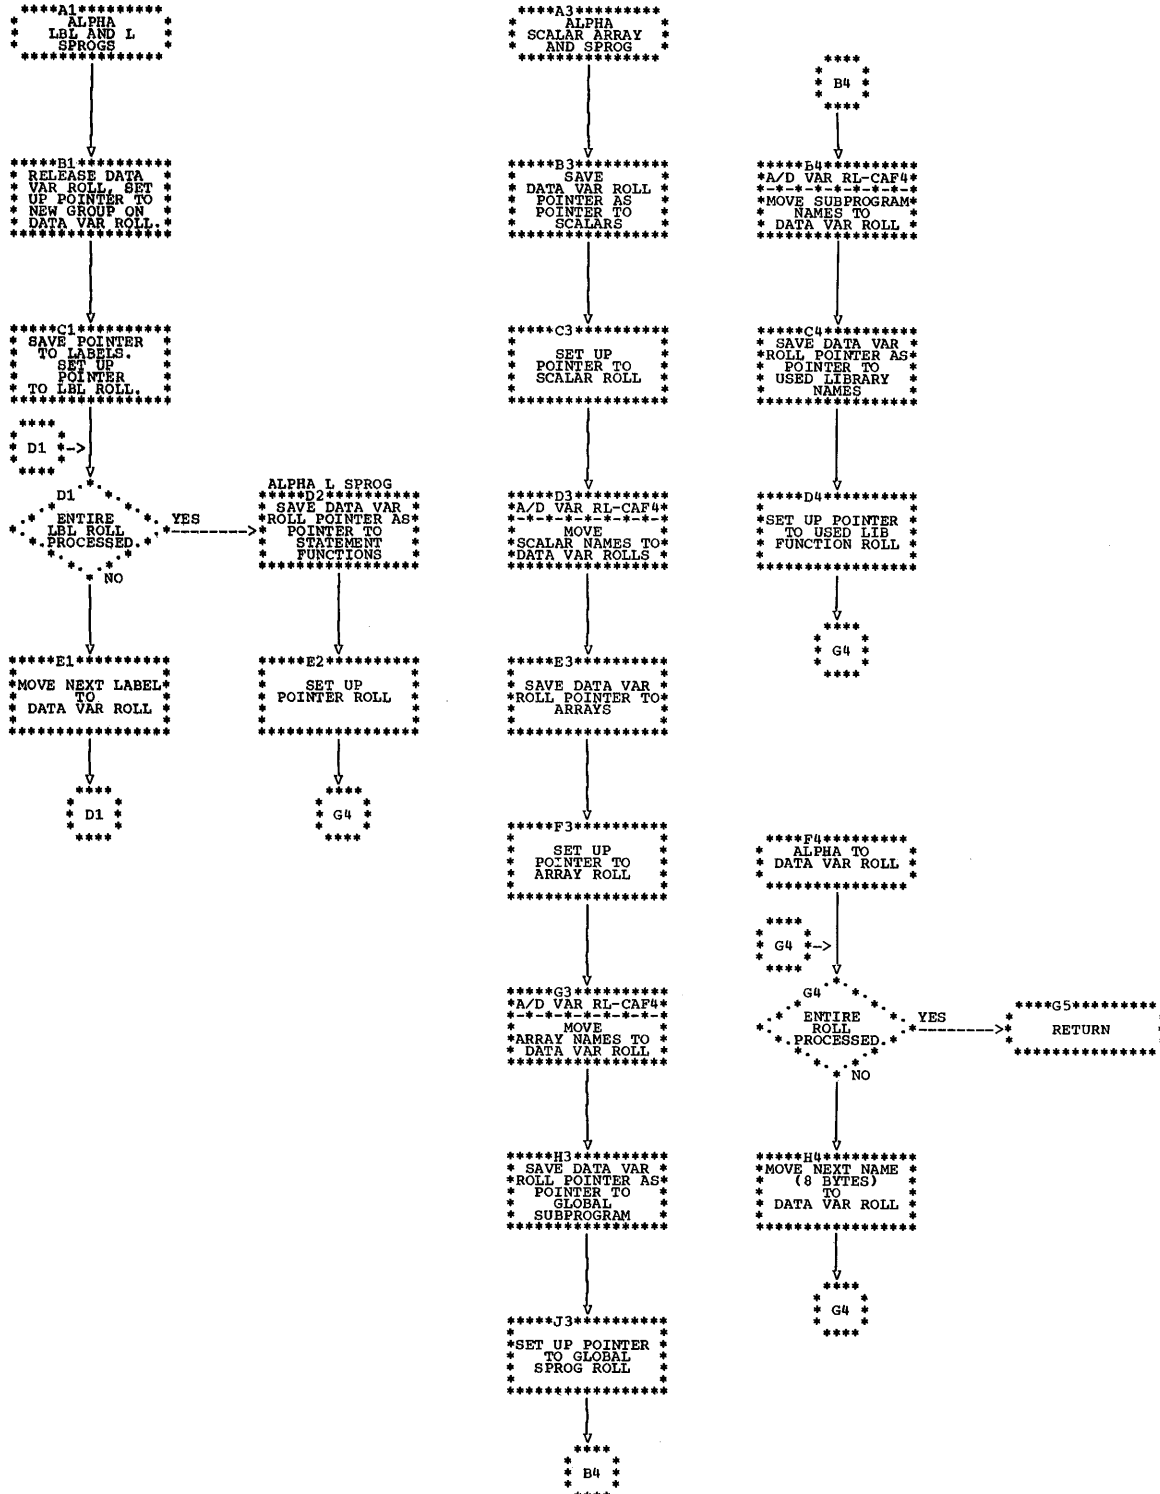 A1
ALPHA
LBL AND L
SPROGS
B1
RELEASE DATA
VAR ROLL, SET
UP POINTER TO
NEW GROUP ON
DATA VAR ROLL.
C1
SAVE POINTER
TO LABELS.
SET UP
POINTER
TO LBL ROLL.
D1
D1
ENTIRE
LBL ROLL
PROCESSED.
YES
NO
E1
MOVE NEXT LABEL
TO
DATA VAR ROLL
D1
ALPHA L SPROG
D2
SAVE DATA VAR
ROLL POINTER AS
POINTER TO
STATEMENT
FUNCTIONS
E2
SET UP
POINTER ROLL
G4
A3
ALPHA
SCALAR ARRAY
AND SPROG
B3
SAVE
DATA VAR ROLL
POINTER AS
POINTER TO
SCALARS
C3
SET UP
POINTER TO
SCALAR ROLL
D3
A/D VAR RL-CAF4
MOVE
SCALAR NAMES TO
DATA VAR ROLLS
E3
SAVE DATA VAR
ROLL POINTER TO
ARRAYS
F3
SET UP
POINTER TO
ARRAY ROLL
G3
A/D VAR RL-CAF4
MOVE
ARRAY NAMES TO
DATA VAR ROLL
H3
SAVE DATA VAR
ROLL POINTER AS
POINTER TO
GLOBAL
SUBPROGRAM
J3
SET UP POINTER
TO GLOBAL
SPROG ROLL
B4
B4
B4
A/D VAR RL-CAF4
MOVE SUBPROGRAM
NAMES TO
DATA VAR ROLL
C4
SAVE DATA VAR
ROLL POINTER AS
POINTER TO
USED LIBRARY
NAMES
D4
SET UP POINTER
TO USED LIB
FUNCTION ROLL
G4
F4
ALPHA TO
DATA VAR ROLL
G4
G4
ENTIRE
ROLL
PROCESSED.
YES
NO
G5
RETURN
H4
MOVE NEXT NAME
(8 BYTES)
TO
DATA VAR ROLL
G4